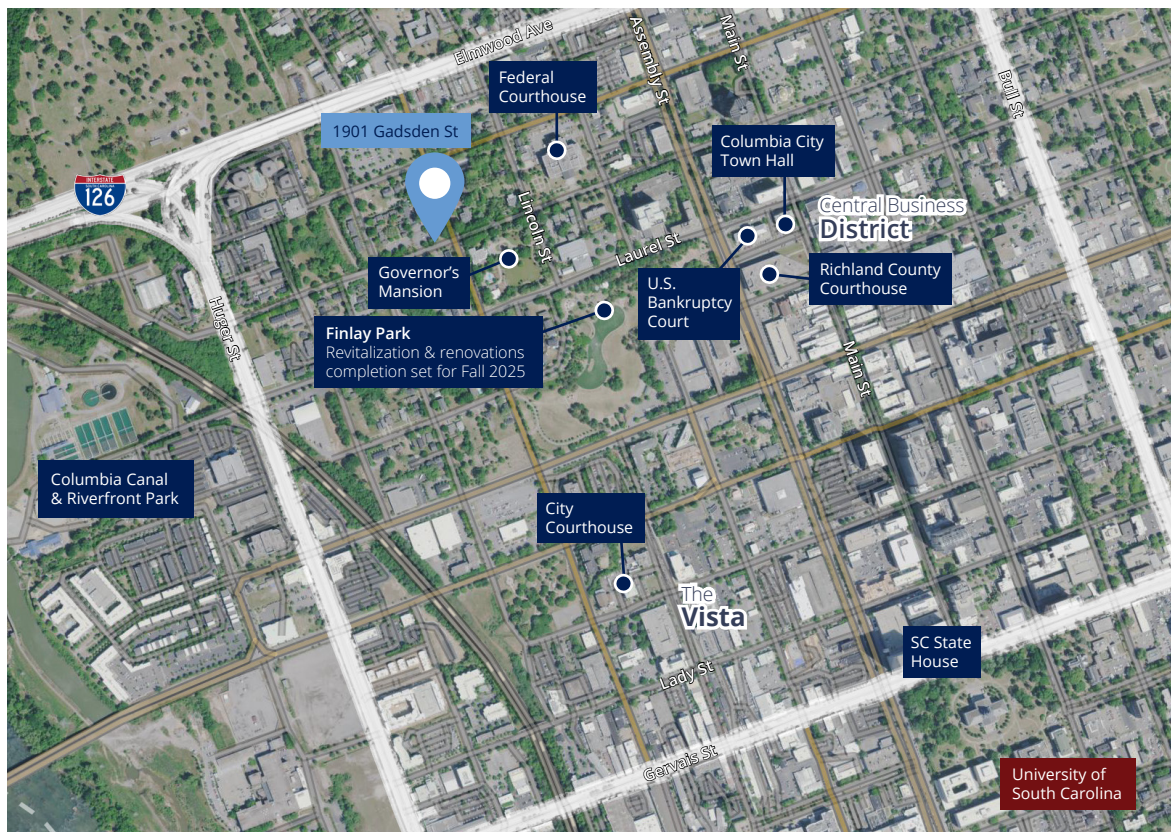 Elmwood Ave
Assembly St
Main St
Bull St
Federal
Courthouse
1901 Gadsden St
Columbia City
Town Hall
INTERSTATE
SOUTH CAROLINA
126
Lincoln St
Central Business
District
Laurel St
Governor's
Mansion
U.S.
Bankruptcy
Court
Richland County
Courthouse
Huger St
Finlay Park
Revitalization & renovations
completion set for Fall 2025
Main St
Columbia Canal
& Riverfront Park
City
Courthouse
The
Vista
SC State
House
Lady St
Gervais St
University of
South Carolina